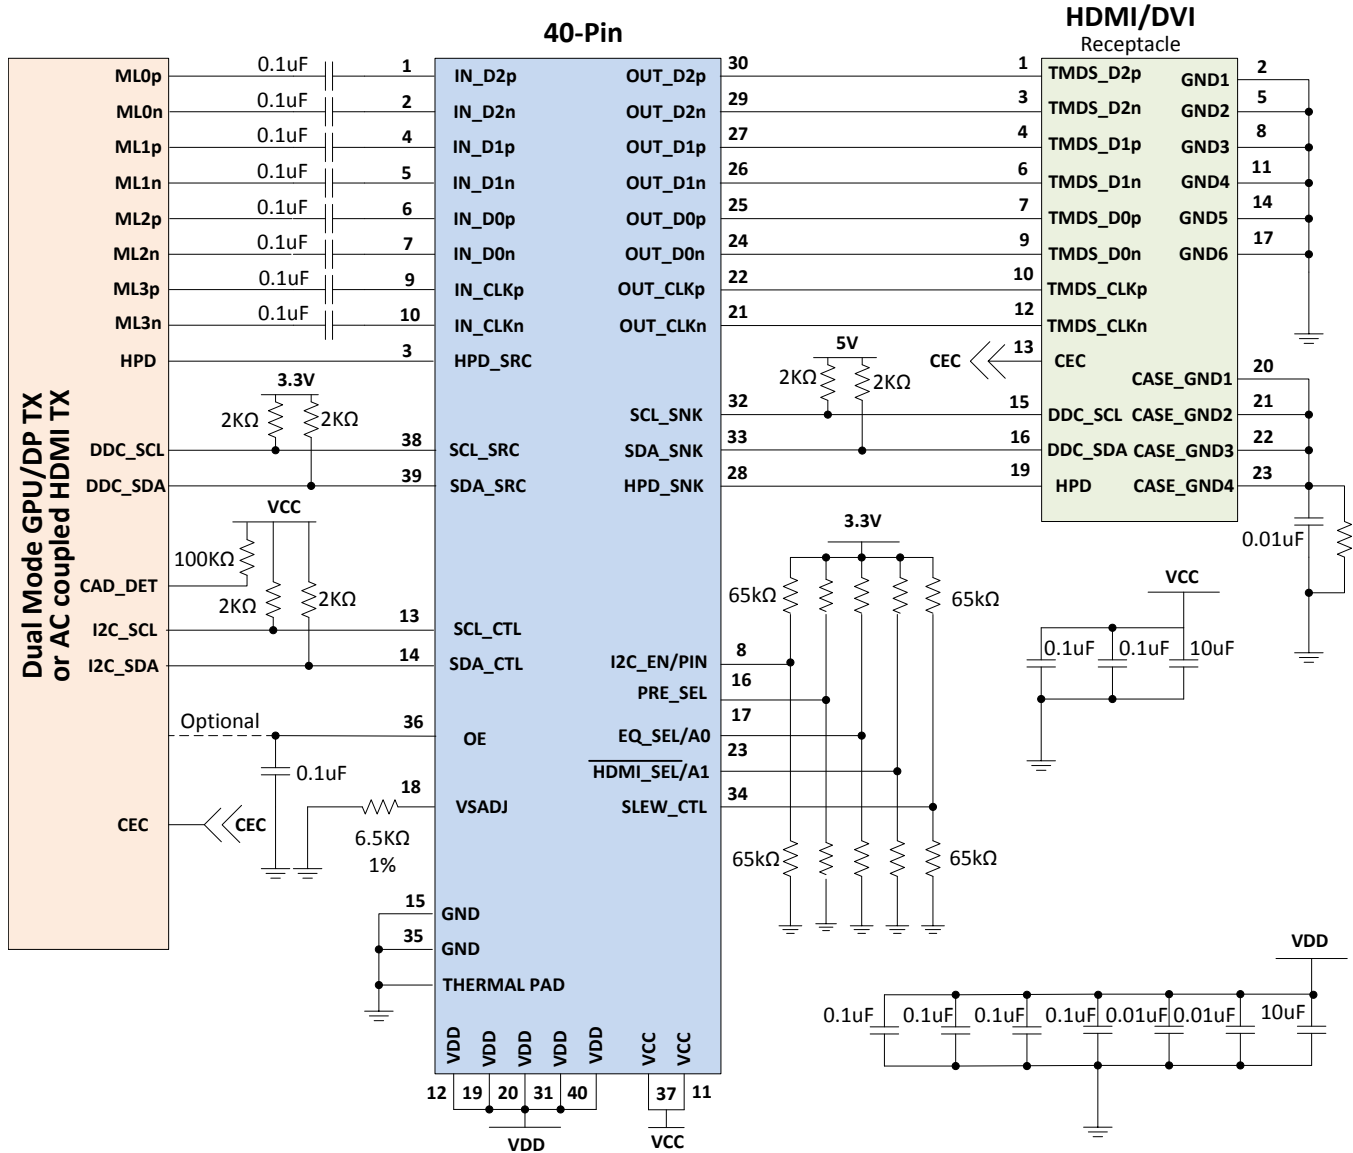 HDMI/DVI
Receptacle
40-Pin
Dual Mode GPU/DP TX
or AC coupled HDMI TX
ML0p
ML0n
ML1p
ML1n
ML2p
ML2n
ML3p
ML3n
HPD
DDC_SCL
DDC_SDA
CAD_DET
I2C_SCL
I2C_SDA
CEC
0.1uF
0.1uF
0.1uF
0.1uF
0.1uF
0.1uF
0.1uF
0.1uF
3.3V
2KΩ
2KΩ
VCC
100KΩ
2KΩ
2KΩ
Optional
0.1uF
CEC
6.5KΩ
1%
1
2
4
5
6
7
9
10
3
38
39
13
14
36
18
15
35
IN_D2p
IN_D2n
IN_D1p
IN_D1n
IN_D0p
IN_D0n
IN_CLKp
IN_CLKn
HPD_SRC
SCL_SRC
SDA_SRC
SCL_CTL
SDA_CTL
OE
VSADJ
GND
GND
THERMAL PAD
VDD
VDD
VDD
VDD
VDD
VCC
VCC
12
19
20
31
40
37
11
VDD
VCC
OUT_D2p
OUT_D2n
OUT_D1p
OUT_D1n
OUT_D0p
OUT_D0n
OUT_CLKp
OUT_CLKn
SCL_SNK
SDA_SNK
HPD_SNK
I2C_EN/PIN
PRE_SEL
EQ_SEL/A0
HDMI_SEL/A1
SLEW_CTL
30
29
27
26
25
24
22
21
32
33
28
8
16
17
23
34
5V
2KΩ
2KΩ
CEC
3.3V
65kΩ
65kΩ
65kΩ
65kΩ
1
3
4
6
7
9
10
12
13
15
16
19
TMDS_D2p
TMDS_D2n
TMDS_D1p
TMDS_D1n
TMDS_D0p
TMDS_D0n
TMDS_CLKp
TMDS_CLKn
CEC
DDC_SCL
DDC_SDA
HPD
GND1
GND2
GND3
GND4
GND5
GND6
CASE_GND1
CASE_GND2
CASE_GND3
CASE_GND4
2
5
8
11
14
17
20
21
22
23
0.01uF
VCC
0.1uF
0.1uF
10uF
VDD
0.1uF
0.1uF
0.1uF
0.1uF
0.01uF
0.01uF
10uF